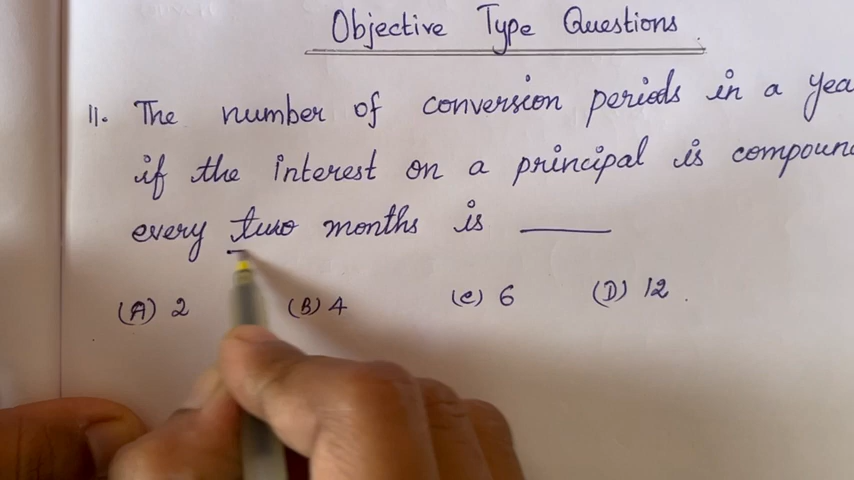 Objective Type Questions
11. The number of conversion periods in a yea
if the interest on a principal is compoun
every two months is ______
(A) 2 (B) 4 (C) 6 (D) 12.